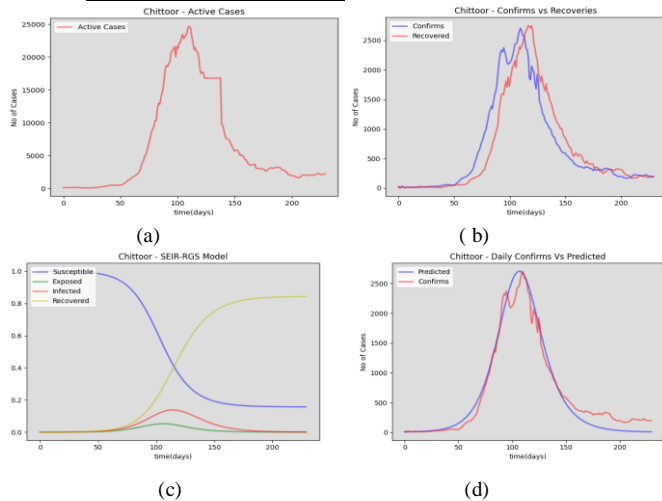 Chittoor - Active Cases
Active Cases
25000
20000
15000
10000
5000
0
No of Cases
0 50 100 150 200
time(days)
(a)
Chittoor - Confirms vs Recoveries
Confirms
Recovered
2500
2000
1500
1000
500
0
No of Cases
0 50 100 150 200
time(days)
( b)
Chittoor - SEIR-RGS Model
Susceptible
Exposed
Infected
Recovered
1.0
0.8
0.6
0.4
0.2
0.0
0 50 100 150 200
time(days)
(c)
Chittoor - Daily Confirms Vs Predicted
Predicted
Confirms
2500
2000
1500
1000
500
0
No of Cases
0 50 100 150 200
time(days)
(d)